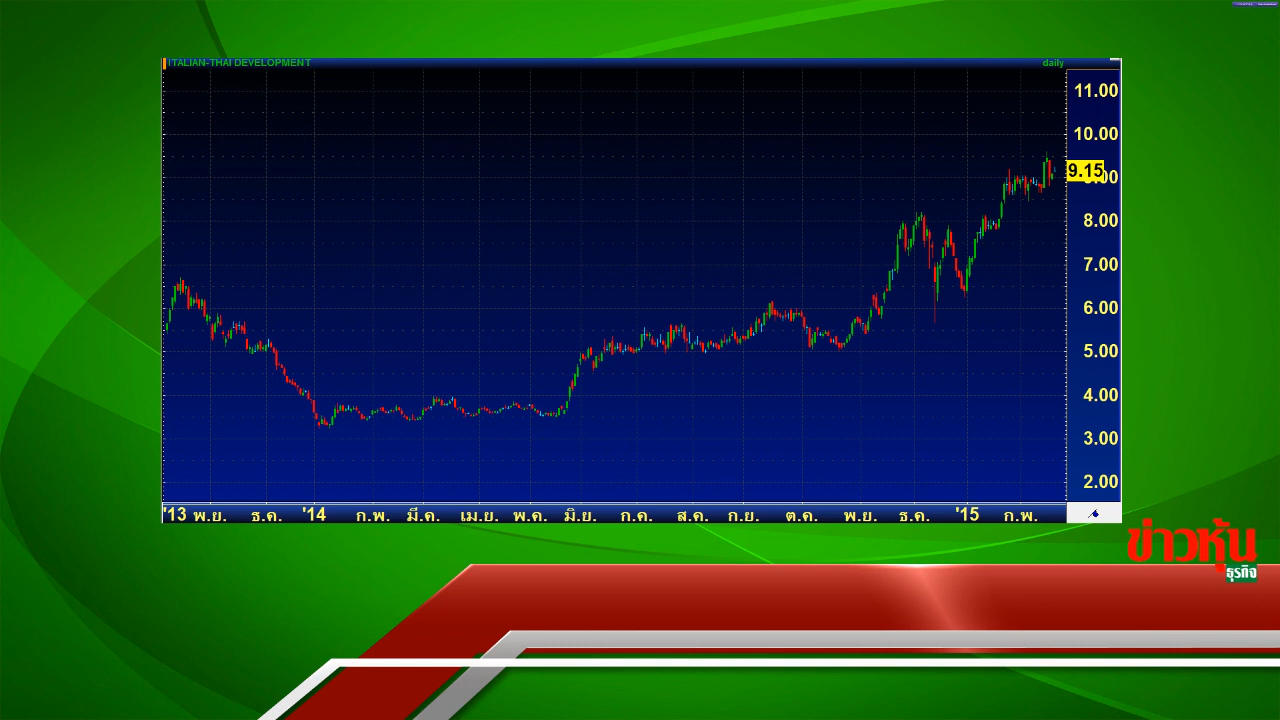 ITALIAN-THAI DEVELOPMENT daily
11.00
10.00
9.15
9.00
8.00
7.00
6.00
5.00
4.00
3.00
2.00
'13 พ.ย. ธ.ค. '14 ก.พ. มี.ค. เม.ย. พ.ค. มิ.ย. ก.ค. ส.ค. ก.ย. ต.ค. พ.ย. ธ.ค. '15 ก.พ.
ข่าวหุ้น
ธุรกิจ